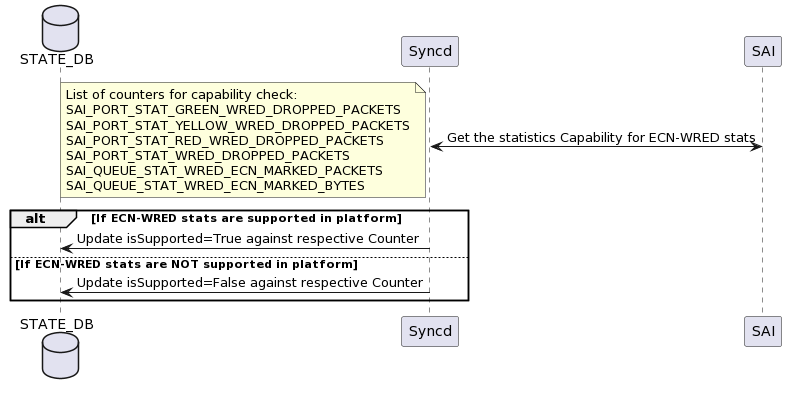 STATE_DB
Syncd
SAI
List of counters for capability check:
SAI_PORT_STAT_GREEN_WRED_DROPPED_PACKETS
SAI_PORT_STAT_YELLOW_WRED_DROPPED_PACKETS
SAI_PORT_STAT_RED_WRED_DROPPED_PACKETS
SAI_PORT_STAT_WRED_DROPPED_PACKETS
SAI_QUEUE_STAT_WRED_ECN_MARKED_PACKETS
SAI_QUEUE_STAT_WRED_ECN_MARKED_BYTES
Get the statistics Capability for ECN-WRED stats
alt [If ECN-WRED stats are supported in platform]
Update isSupported=True against respective Counter
[If ECN-WRED stats are NOT supported in platform]
Update isSupported=False against respective Counter
STATE_DB
Syncd
SAI